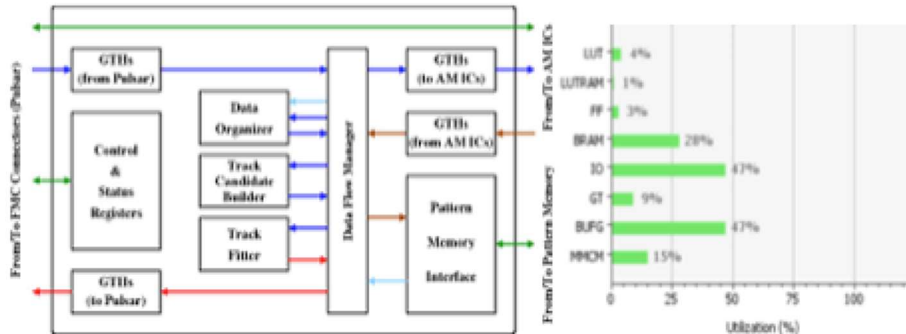 From/To FMC Connectors (Pulsar)
GTHs
(from Pulsar)
Control
&
Status
Registers
GTHs
(to Pulsar)
Data
Organizer
Track
Candidate
Builder
Track
Fitter
Data Flow Manager
GTHs
(to AM ICs)
GTHs
(from AM ICs)
Pattern
Memory
Interface
From/To AM ICs
From/To Pattern Memory
LUT 4%
LUTRAM 1%
FF 3%
BRAM 28%
IO 47%
GT 9%
BUFG 47%
MMCM 15%
0 25 50 75 100
Utilization (%)